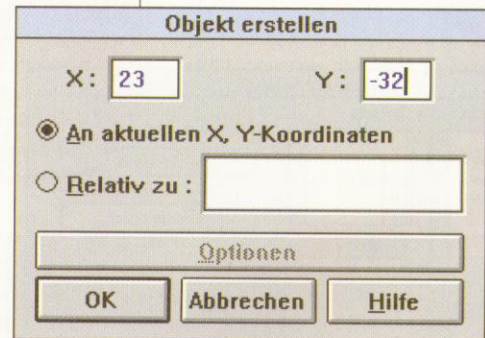 Objekt erstellen
X: 23 Y: -32
An aktuellen X, Y-Koordinaten
Relativ zu :
Optionen
OK Abbrechen Hilfe